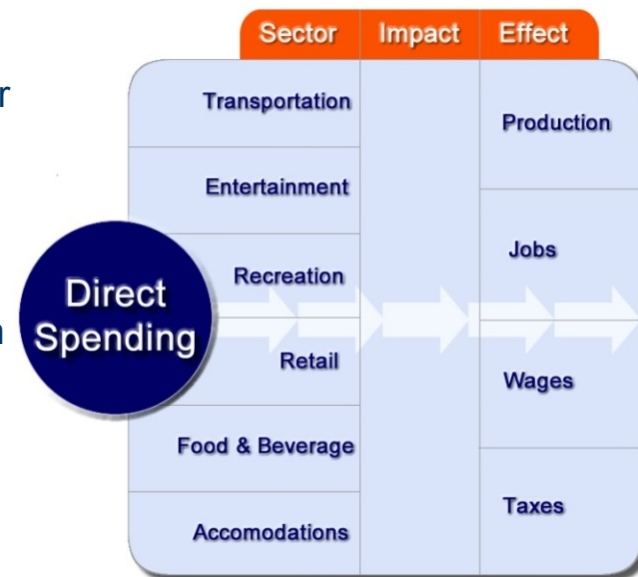 Sector Impact Effect
r
Transportation
Entertainment
Recreation
Retail
Food & Beverage
Accomodations
Direct
Spending
Production
Jobs
Wages
Taxes